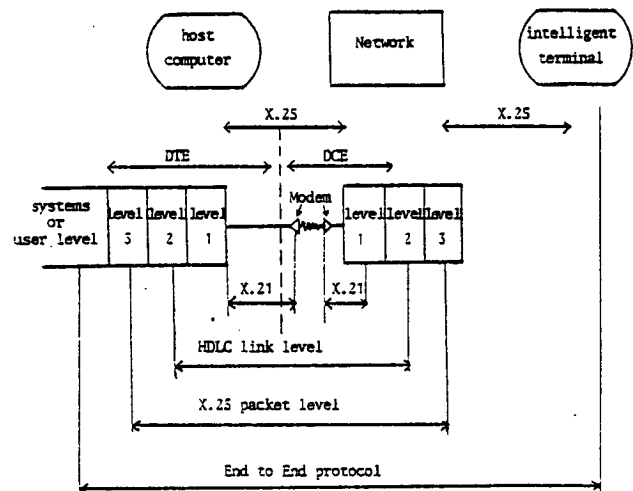 host
computer
Network
intelligent
terminal
X.25
X.25
DTE
DCE
systems
or
user level
level
3
level
2
level
1
Modem
level
1
level
2
level
3
X.21
X.21
HDLC link level
X.25 packet level
End to End protocol